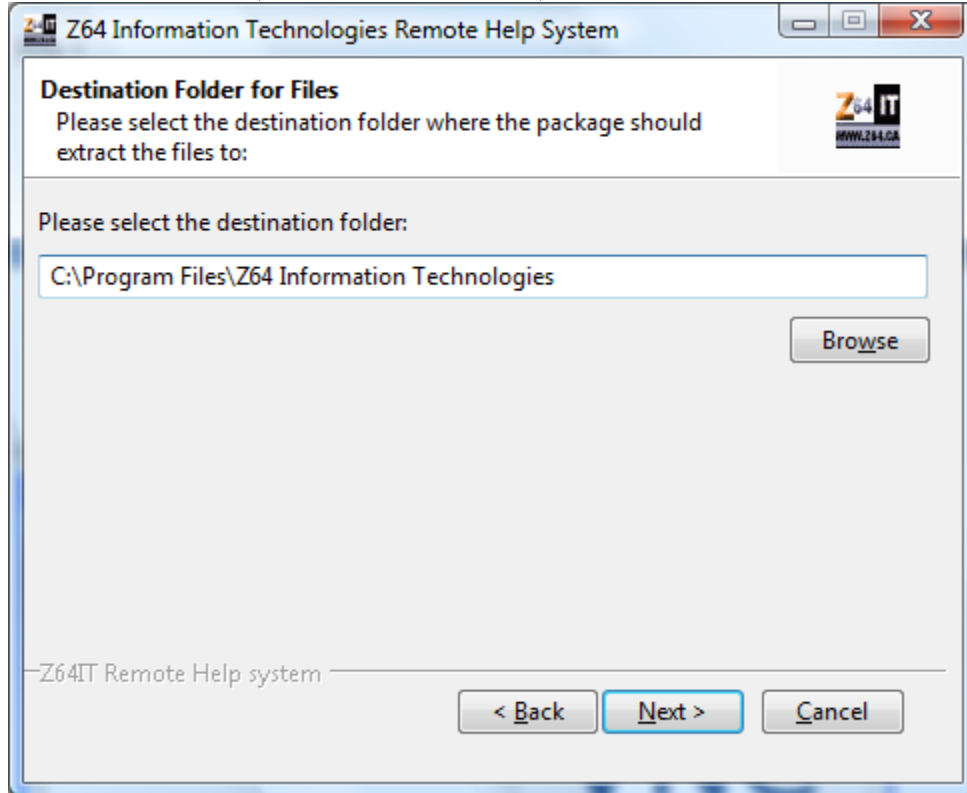 Z64 Information Technologies Remote Help System
Destination Folder for Files
Please select the destination folder where the package should
extract the files to:
Z64 IT
WWW.Z64.CA
Please select the destination folder:
C:\Program Files\Z64 Information Technologies
Browse
Z64IT Remote Help system
< Back Next > Cancel